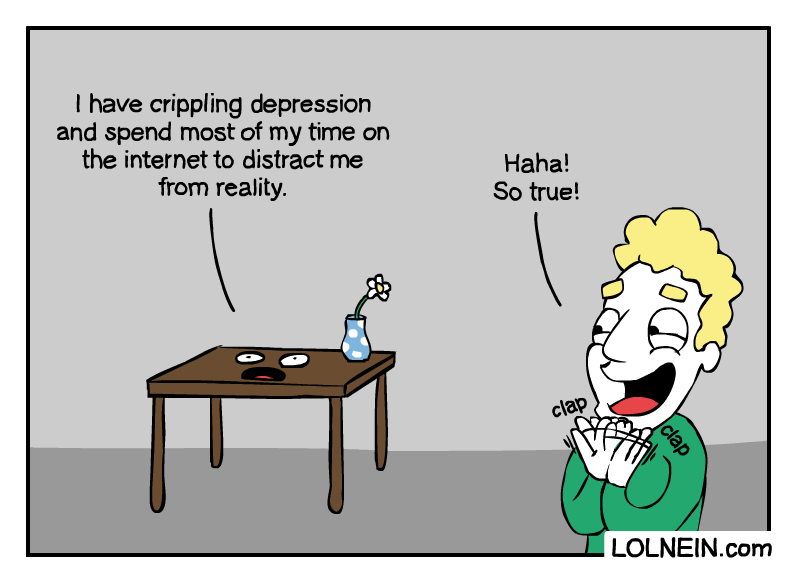 I have crippling depression
and spend most of my time on
the internet to distract me
from reality.
Haha!
So true!
clap
clap
LOLNEIN.com